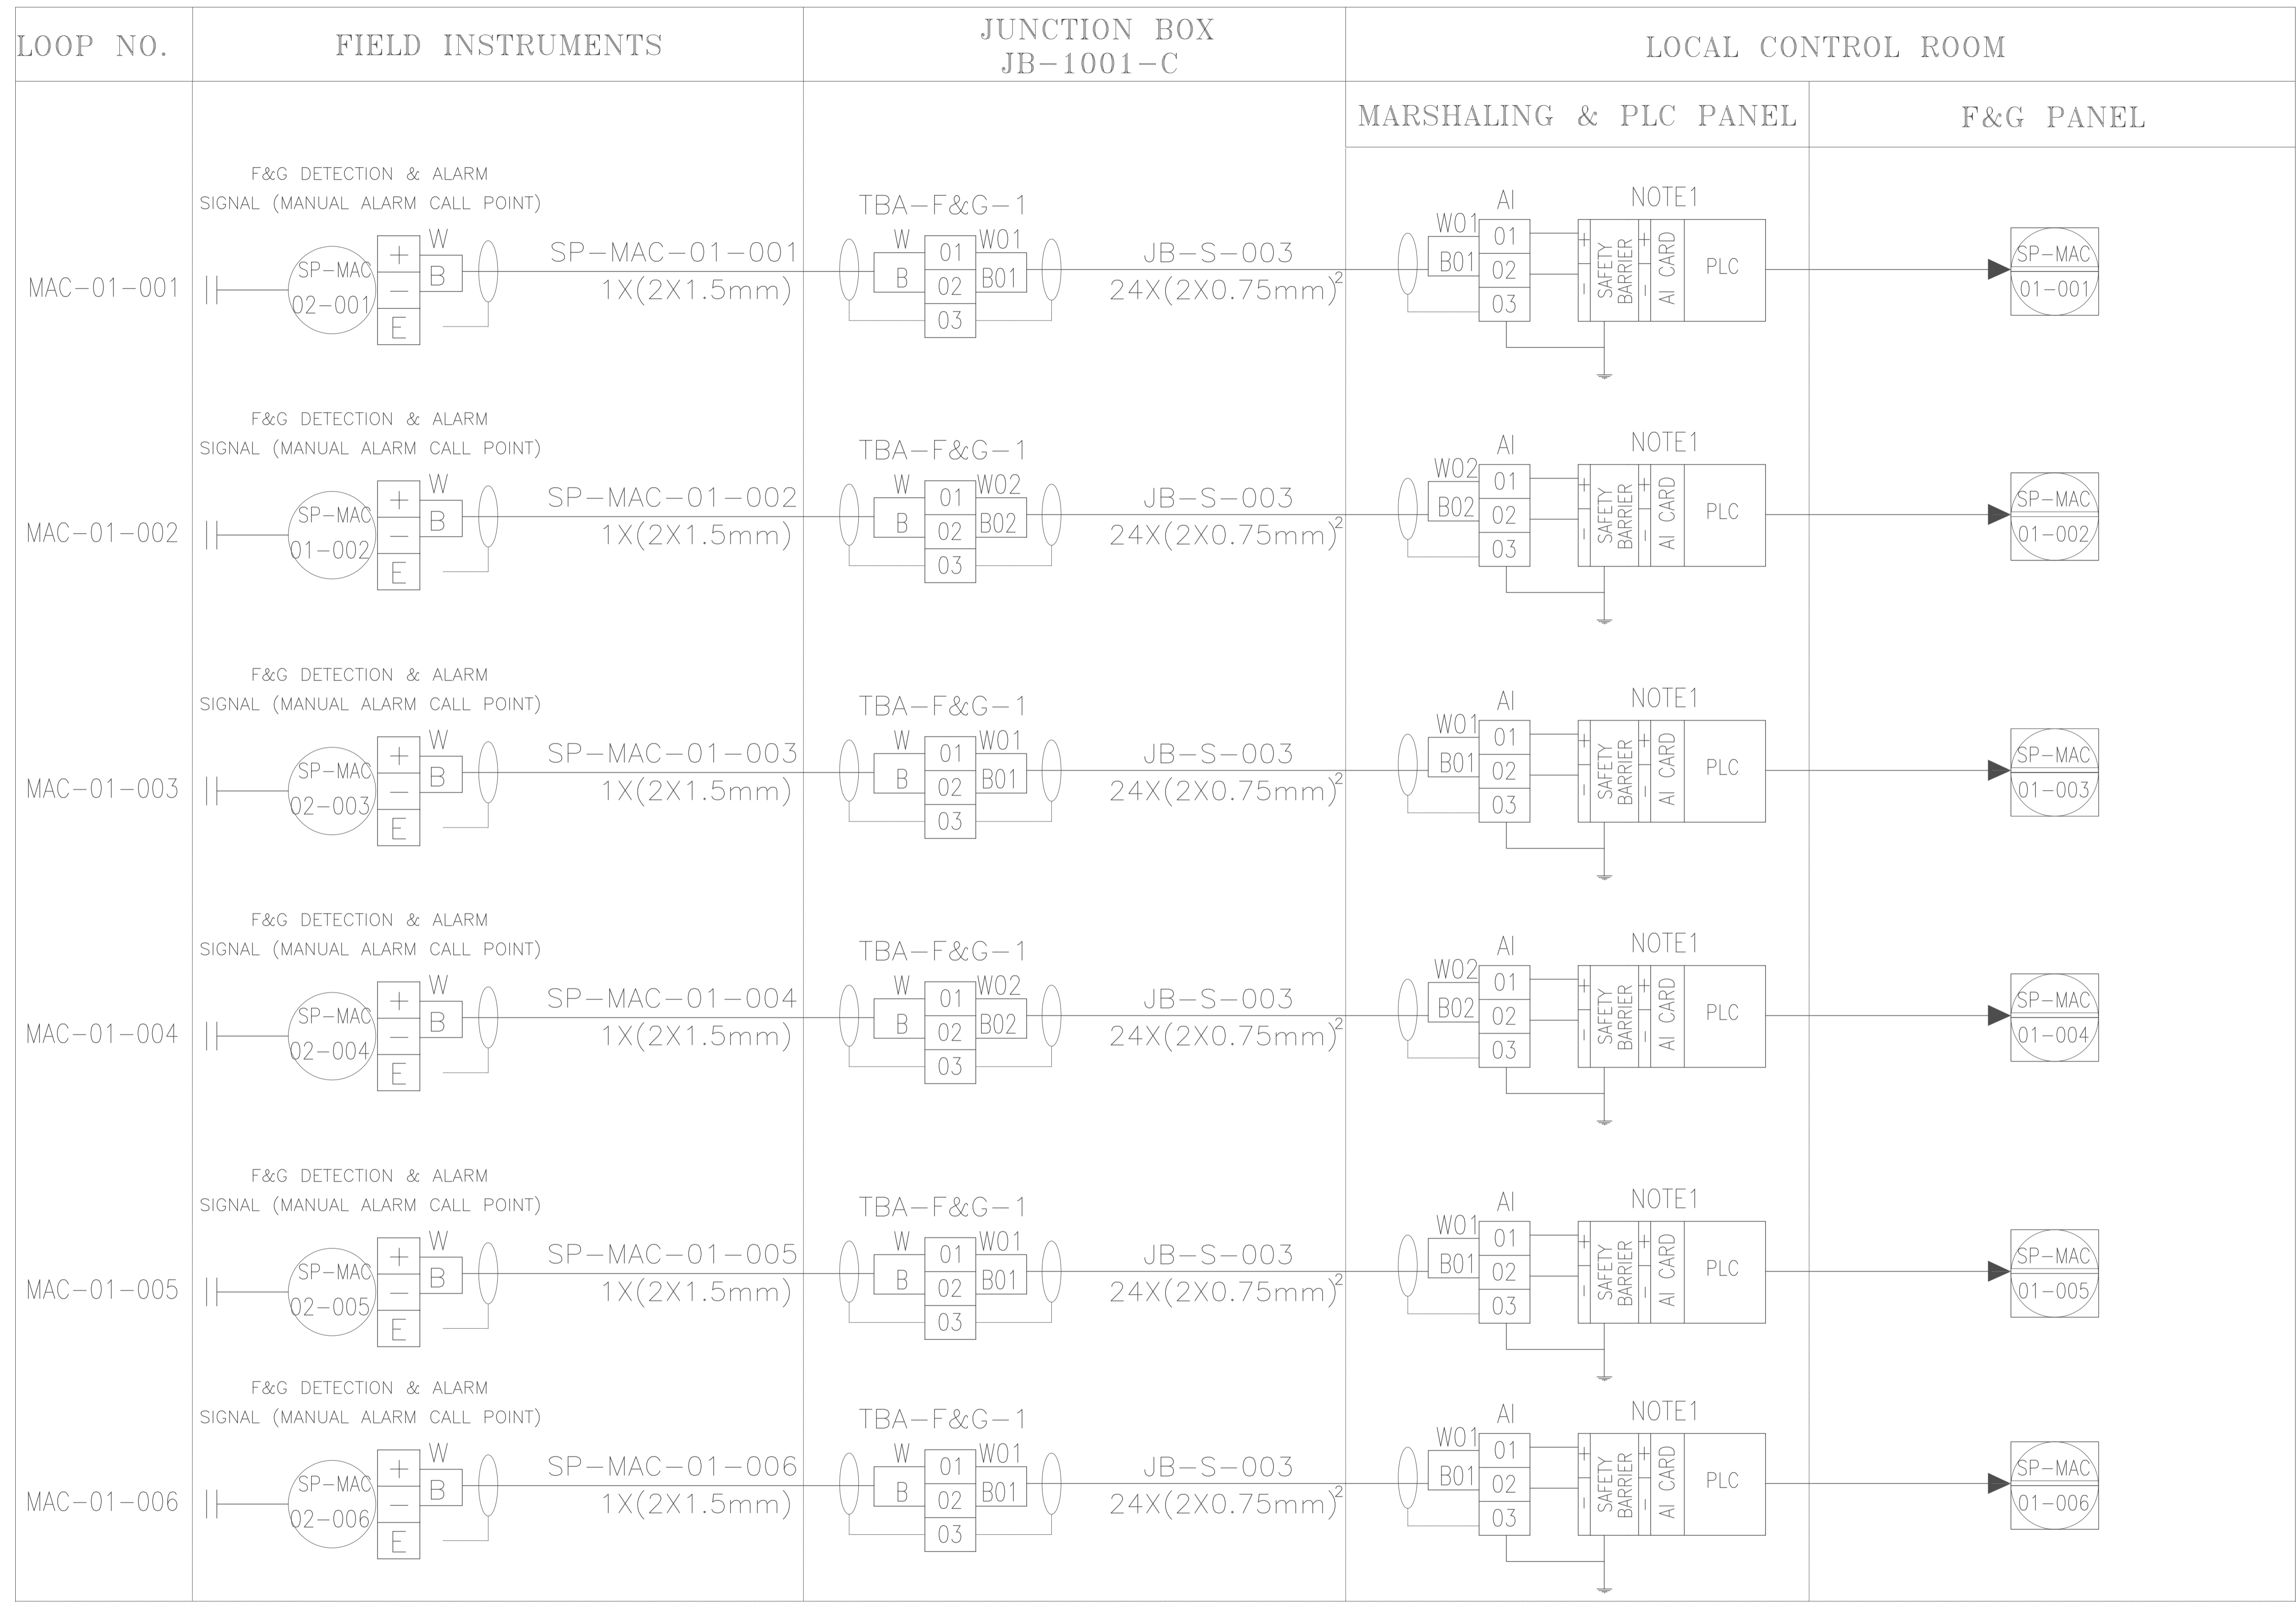 LOOP NO.
FIELD INSTRUMENTS
JUNCTION BOX
JB-1001-C
LOCAL CONTROL ROOM
MARSHALING & PLC PANEL
F&G PANEL
MAC-01-001
F&G DETECTION & ALARM
SIGNAL (MANUAL ALARM CALL POINT)
SP-MAC
02-001
+
-
E
W
B
SP-MAC-01-001
1X(2X1.5mm)
TBA-F&G-1
W
B
01
02
03
W01
B01
JB-S-003
24X(2X0.75mm)²
W01
B01
AI
01
02
03
NOTE1
+
-
SAFETY
BARRIER
+
-
AI CARD
PLC
SP-MAC
01-001
MAC-01-002
F&G DETECTION & ALARM
SIGNAL (MANUAL ALARM CALL POINT)
SP-MAC
01-002
+
-
E
W
B
SP-MAC-01-002
1X(2X1.5mm)
TBA-F&G-1
W
B
01
02
03
W02
B02
JB-S-003
24X(2X0.75mm)²
W02
B02
AI
01
02
03
NOTE1
+
-
SAFETY
BARRIER
+
-
AI CARD
PLC
SP-MAC
01-002
MAC-01-003
F&G DETECTION & ALARM
SIGNAL (MANUAL ALARM CALL POINT)
SP-MAC
02-003
+
-
E
W
B
SP-MAC-01-003
1X(2X1.5mm)
TBA-F&G-1
W
B
01
02
03
W01
B01
JB-S-003
24X(2X0.75mm)²
W01
B01
AI
01
02
03
NOTE1
+
-
SAFETY
BARRIER
+
-
AI CARD
PLC
SP-MAC
01-003
MAC-01-004
F&G DETECTION & ALARM
SIGNAL (MANUAL ALARM CALL POINT)
SP-MAC
02-004
+
-
E
W
B
SP-MAC-01-004
1X(2X1.5mm)
TBA-F&G-1
W
B
01
02
03
W02
B02
JB-S-003
24X(2X0.75mm)²
W02
B02
AI
01
02
03
NOTE1
+
-
SAFETY
BARRIER
+
-
AI CARD
PLC
SP-MAC
01-004
MAC-01-005
F&G DETECTION & ALARM
SIGNAL (MANUAL ALARM CALL POINT)
SP-MAC
02-005
+
-
E
W
B
SP-MAC-01-005
1X(2X1.5mm)
TBA-F&G-1
W
B
01
02
03
W01
B01
JB-S-003
24X(2X0.75mm)²
W01
B01
AI
01
02
03
NOTE1
+
-
SAFETY
BARRIER
+
-
AI CARD
PLC
SP-MAC
01-005
MAC-01-006
F&G DETECTION & ALARM
SIGNAL (MANUAL ALARM CALL POINT)
SP-MAC
02-006
+
-
E
W
B
SP-MAC-01-006
1X(2X1.5mm)
TBA-F&G-1
W
B
01
02
03
W01
B01
JB-S-003
24X(2X0.75mm)²
W01
B01
AI
01
02
03
NOTE1
+
-
SAFETY
BARRIER
+
-
AI CARD
PLC
SP-MAC
01-006